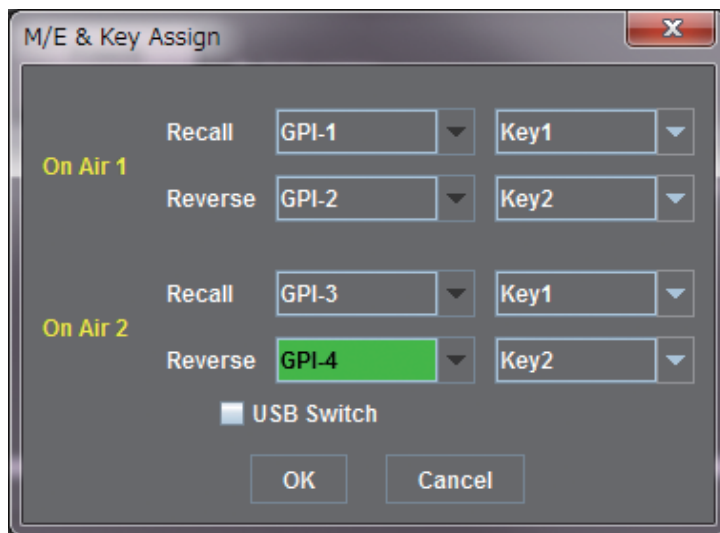 M/E & Key Assign
On Air 1
Recall GPI-1 Key1
Reverse GPI-2 Key2
On Air 2
Recall GPI-3 Key1
Reverse GPI-4 Key2
USB Switch
OK Cancel